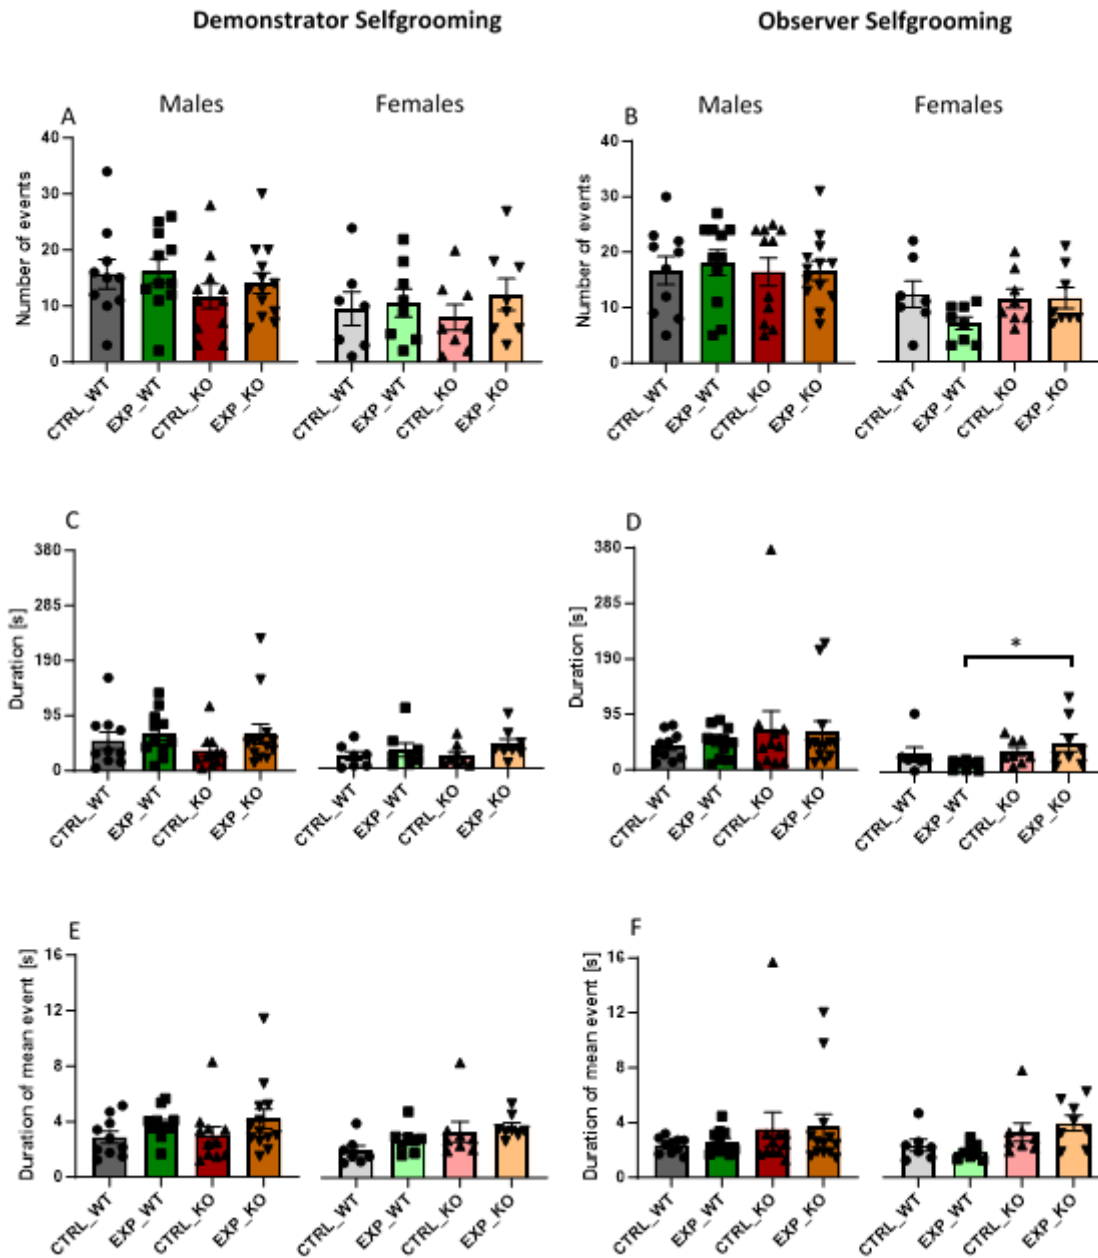 Demonstrator Selfgrooming
Observer Selfgrooming
A
Males
Females
Number of events
40
30
20
10
0
CTRL_WT
EXP_WT
CTRL_KO
EXP_KO
CTRL_WT
EXP_WT
CTRL_KO
EXP_KO
B
Males
Females
Number of events
40
30
20
10
0
CTRL_WT
EXP_WT
CTRL_KO
EXP_KO
CTRL_WT
EXP_WT
CTRL_KO
EXP_KO
C
Duration [s]
380
285
190
95
0
CTRL_WT
EXP_WT
CTRL_KO
EXP_KO
CTRL_WT
EXP_WT
CTRL_KO
EXP_KO
D
Duration [s]
380
285
190
95
0
*
CTRL_WT
EXP_WT
CTRL_KO
EXP_KO
CTRL_WT
EXP_WT
CTRL_KO
EXP_KO
E
Duration of mean event [s]
16
12
8
4
0
CTRL_WT
EXP_WT
CTRL_KO
EXP_KO
CTRL_WT
EXP_WT
CTRL_KO
EXP_KO
F
Duration of mean event [s]
16
12
8
4
0
CTRL_WT
EXP_WT
CTRL_KO
EXP_KO
CTRL_WT
EXP_WT
CTRL_KO
EXP_KO